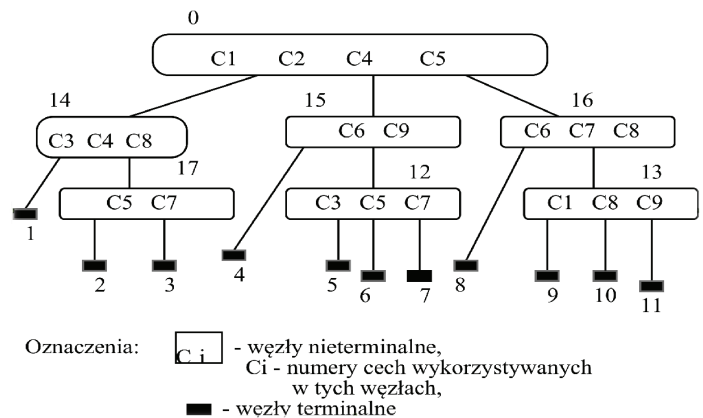 0
C1 C2 C4 C5
14 15 16
C3 C4 C8 C6 C9 C6 C7 C8
17 12 13
C5 C7 C3 C5 C7 C1 C8 C9
1 2 3 4 5 6 7 8 9 10 11
Oznaczenia: C i - węzły nieterminalne,
Ci - numery cech wykorzystywanych
w tych węzłach,
- węzły terminalne